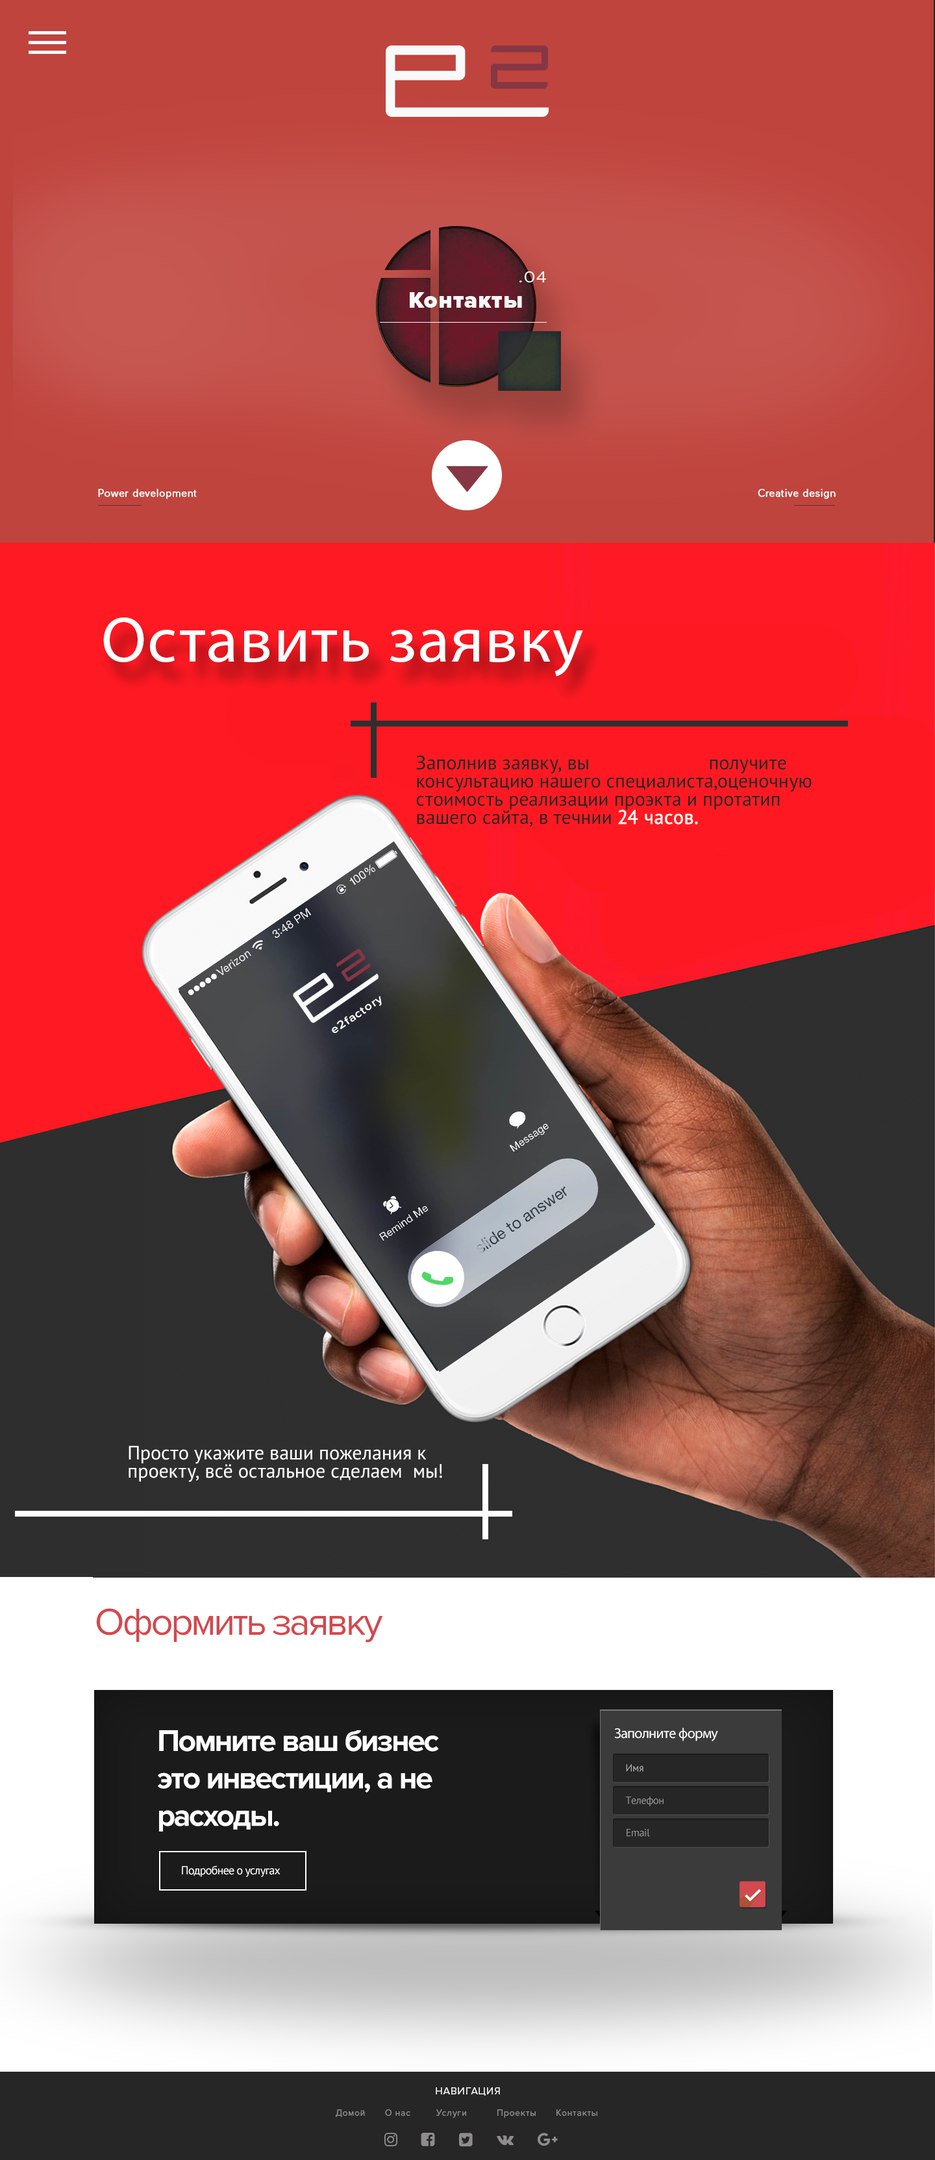 e2
.04
Контакты
Power development
Creative design
Оставить заявку
Заполнив заявку, вы получите
консультацию нашего специалиста,оценочную
стоимость реализации проэкта и протатип
вашего сайта, в течнии 24 часов.
Verizon 3:48 PM 100%
e2
e2factory
Message
Remind Me
slide to answer
Просто укажите ваши пожелания к
проекту, всё остальное сделаем мы!
Оформить заявку
Помните ваш бизнес
это инвестиции, а не
расходы.
Подробнее о услугах
Заполните форму
Имя
Телефон
Email
НАВИГАЦИЯ
Домой О нас Услуги Проекты Контакты
G+